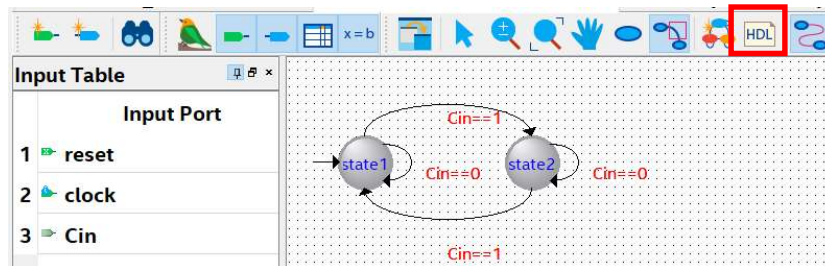 x=b
HDL
Input Table
Input Port
1 reset
2 clock
3 Cin
Cin==1
state1
Cin==0
state2
Cin==0
Cin==1